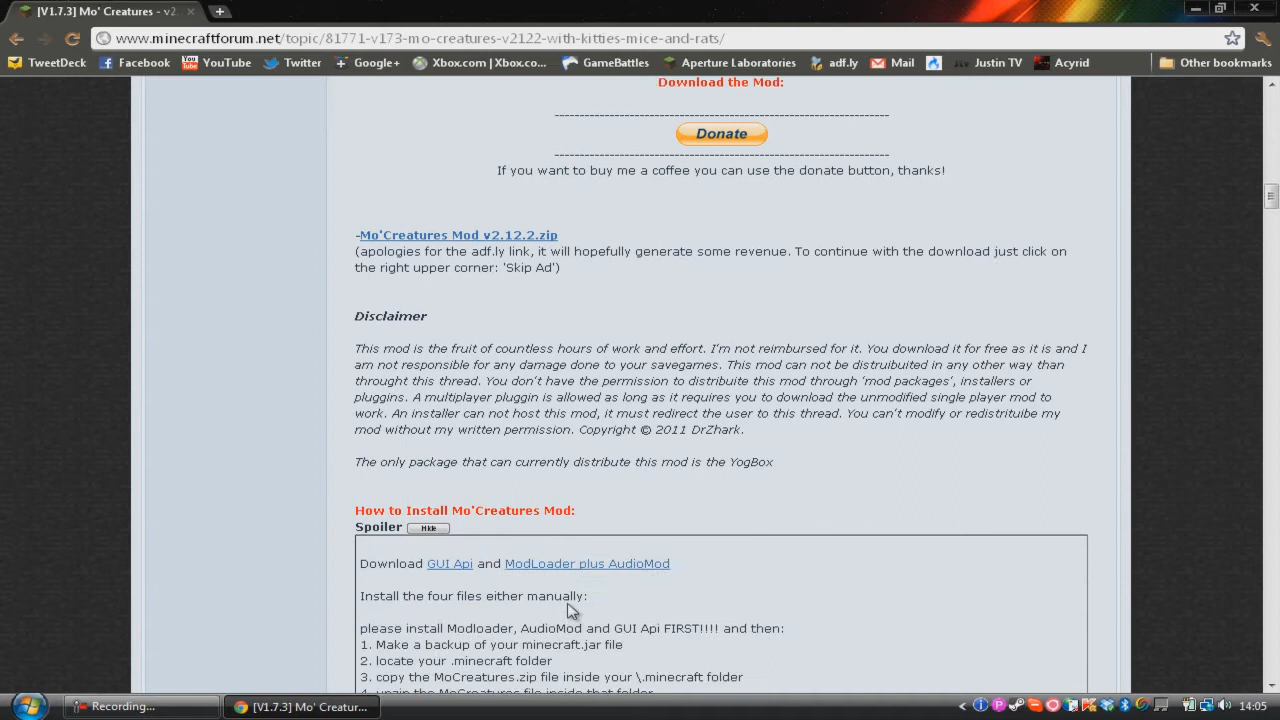 [V1.7.3] Mo' Creatures - v2
www.minecraftforum.net/topic/81771-v173-mo-creatures-v2122-with-kitties-mice-and-rats/
TweetDeck Facebook You Tube YouTube Twitter Google+ Xbox.com | Xbox.co... GameBattles Aperture Laboratories adf.ly Mail Justin TV Acyrid Other bookmarks
Download the Mod:
Donate
If you want to buy me a coffee you can use the donate button, thanks!
-Mo'Creatures Mod v2.12.2.zip
(apologies for the adf.ly link, it will hopefully generate some revenue. To continue with the download just click on
the right upper corner: 'Skip Ad')
Disclaimer
This mod is the fruit of countless hours of work and effort. I'm not reimbursed for it. You download it for free as it is and I
am not responsible for any damage done to your savegames. This mod can not be distruibuited in any other way than
throught this thread. You don't have the permission to distribuite this mod through 'mod packages', installers or
pluggins. A multiplayer pluggin is allowed as long as it requires you to download the unmodified single player mod to
work. An installer can not host this mod, it must redirect the user to this thread. You can't modify or redistrituibe my
mod without my written permission. Copyright © 2011 DrZhark.
The only package that can currently distribute this mod is the YogBox
How to Install Mo'Creatures Mod:
Spoiler Hide
Download GUI Api and ModLoader plus AudioMod
Install the four files either manually:
please install Modloader, AudioMod and GUI Api FIRST!!!! and then:
1. Make a backup of your minecraft.jar file
2. locate your .minecraft folder
3. copy the MoCreatures.zip file inside your \.minecraft folder
4. unzip the MoCreatures file inside that folder
Recording... [V1.7.3] Mo' Creatur... 14:05